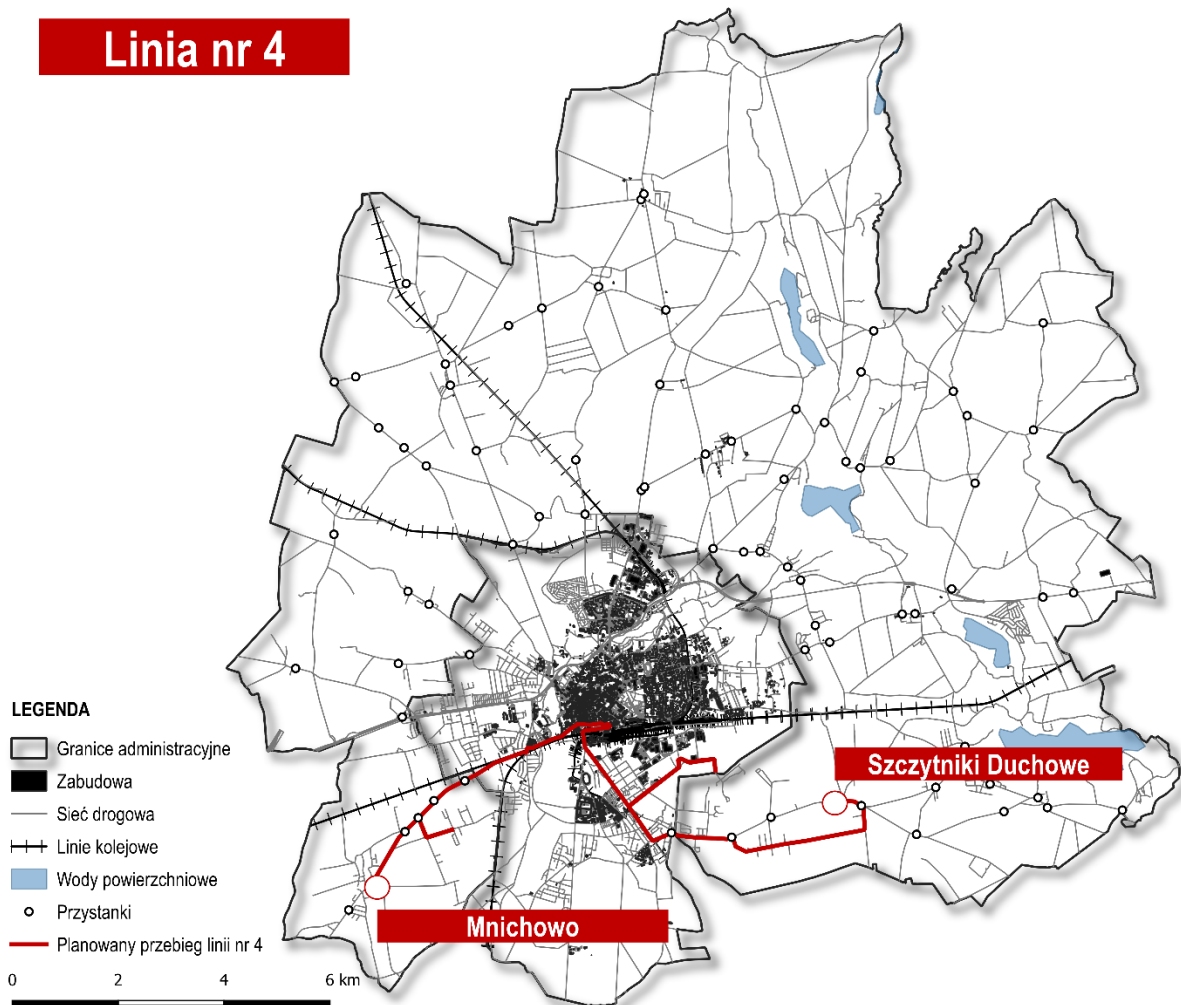 Linia nr 4
Szczytniki Duchowe
Mnichowo
LEGENDA
Granice administracyjne
Zabudowa
Sieć drogowa
Linie kolejowe
Wody powierzchniowe
Przystanki
Planowany przebieg linii nr 4
0 2 4 6 km